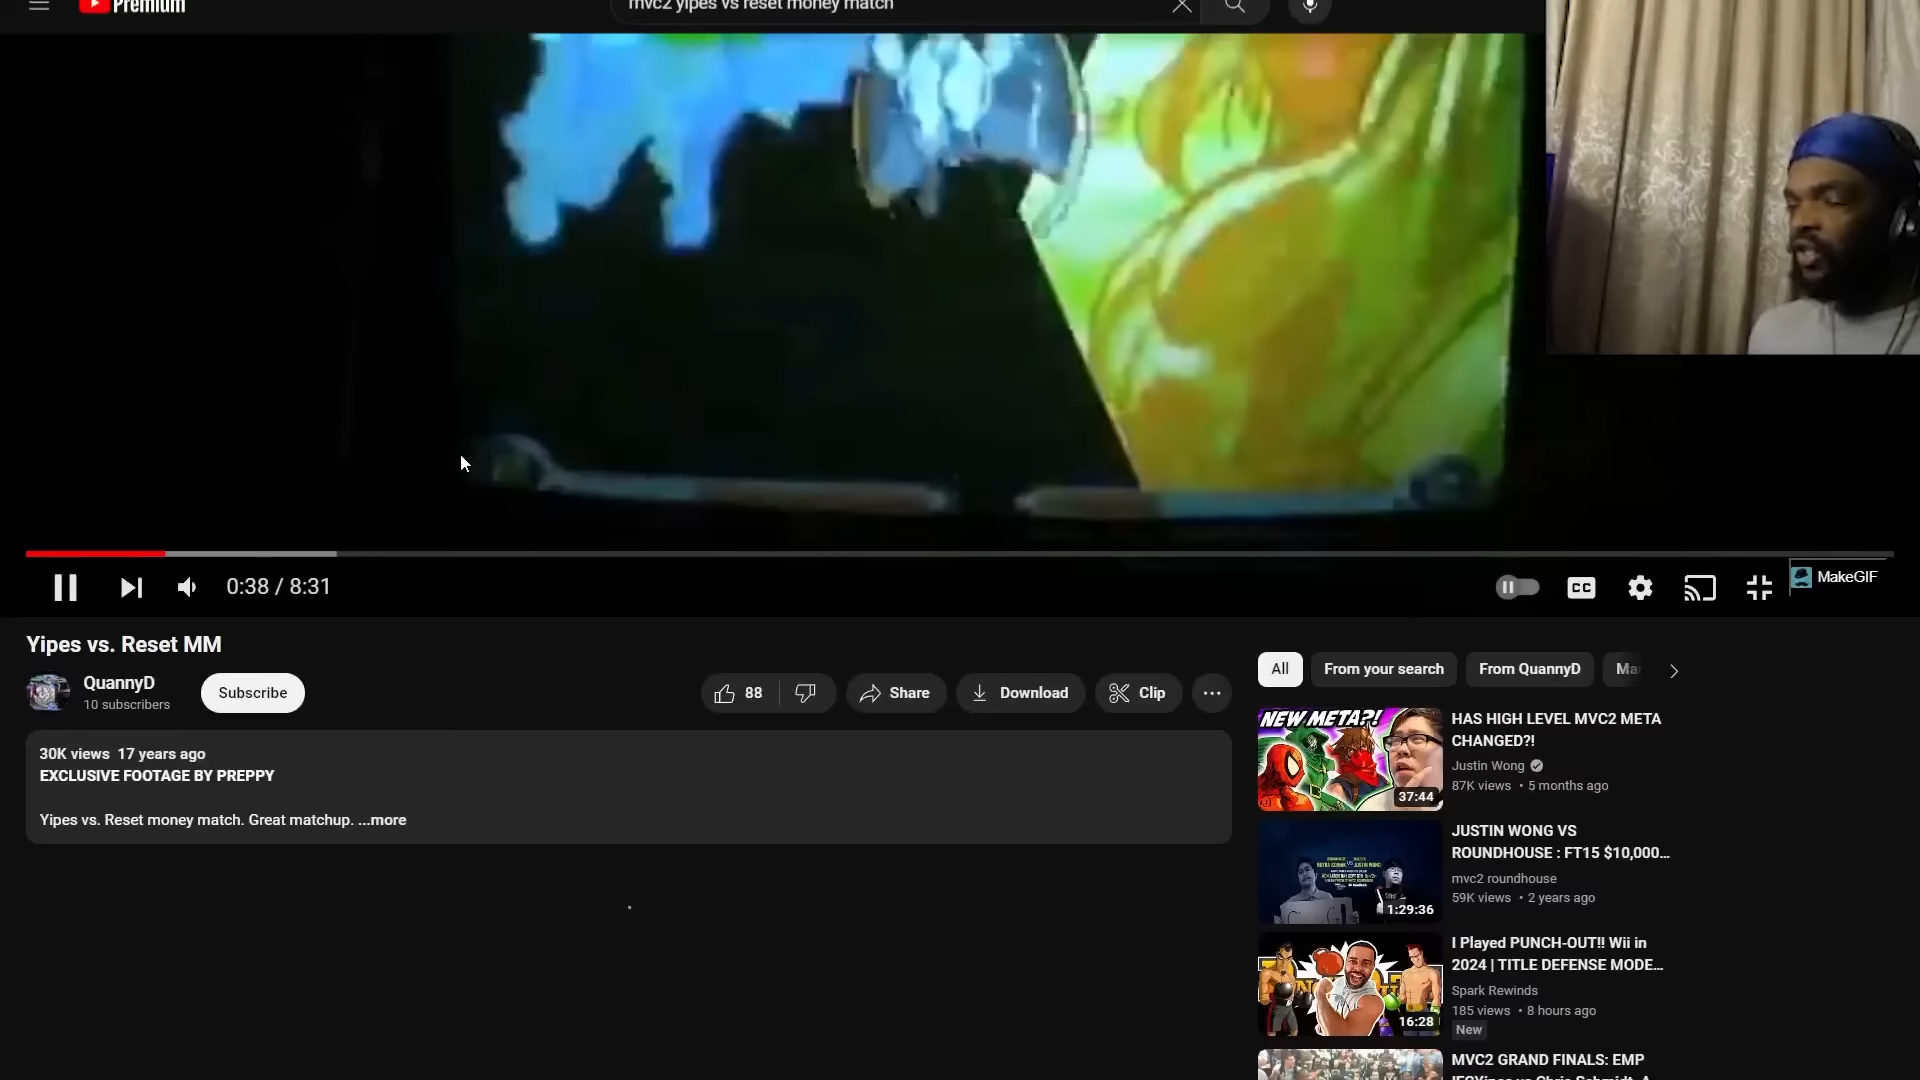 Premium
mvc2 yipes vs reset money match
0:38 / 8:31
CC
MakeGIF
Yipes vs. Reset MM
QuannyD
10 subscribers
Subscribe
88
Share
Download
Clip
30K views 17 years ago
EXCLUSIVE FOOTAGE BY PREPPY
Yipes vs. Reset money match. Great matchup. ...more
All
From your search
From QuannyD
Mar
NEW META?!
37:44
HAS HIGH LEVEL MVC2 META
CHANGED?!
Justin Wong
87K views • 5 months ago
1:29:36
JUSTIN WONG VS
ROUNDHOUSE : FT15 $10,000...
mvc2 roundhouse
59K views • 2 years ago
16:28
I Played PUNCH-OUT!! Wii in
2024 | TITLE DEFENSE MODE...
Spark Rewinds
185 views • 8 hours ago
New
MVC2 GRAND FINALS: EMP